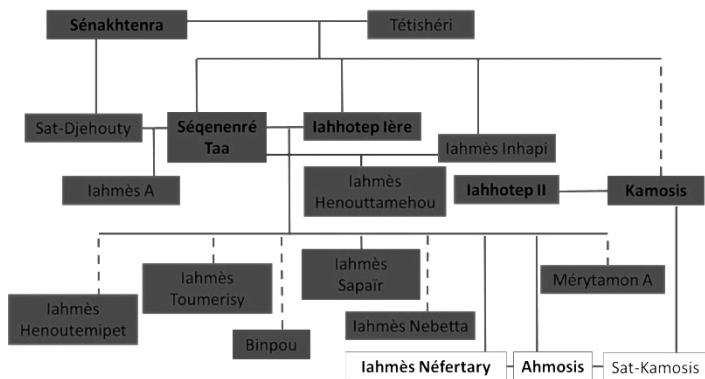 Sénakhtenra
Tétishéri
Sat-Djehouty
Séqenenré
Taa
Iahhotep Ière
Iahmès Inhapi
Iahmès A
Iahmès
Henouttamehou
Iahhotep II
Kamosis
Iahmès
Henoutemipet
Iahmès
Toumerisy
Binpou
Iahmès
Sapaïr
Iahmès Nebetta
Mérytamon A
Iahmès Néfertary
Ahmosis
Sat-Kamosis